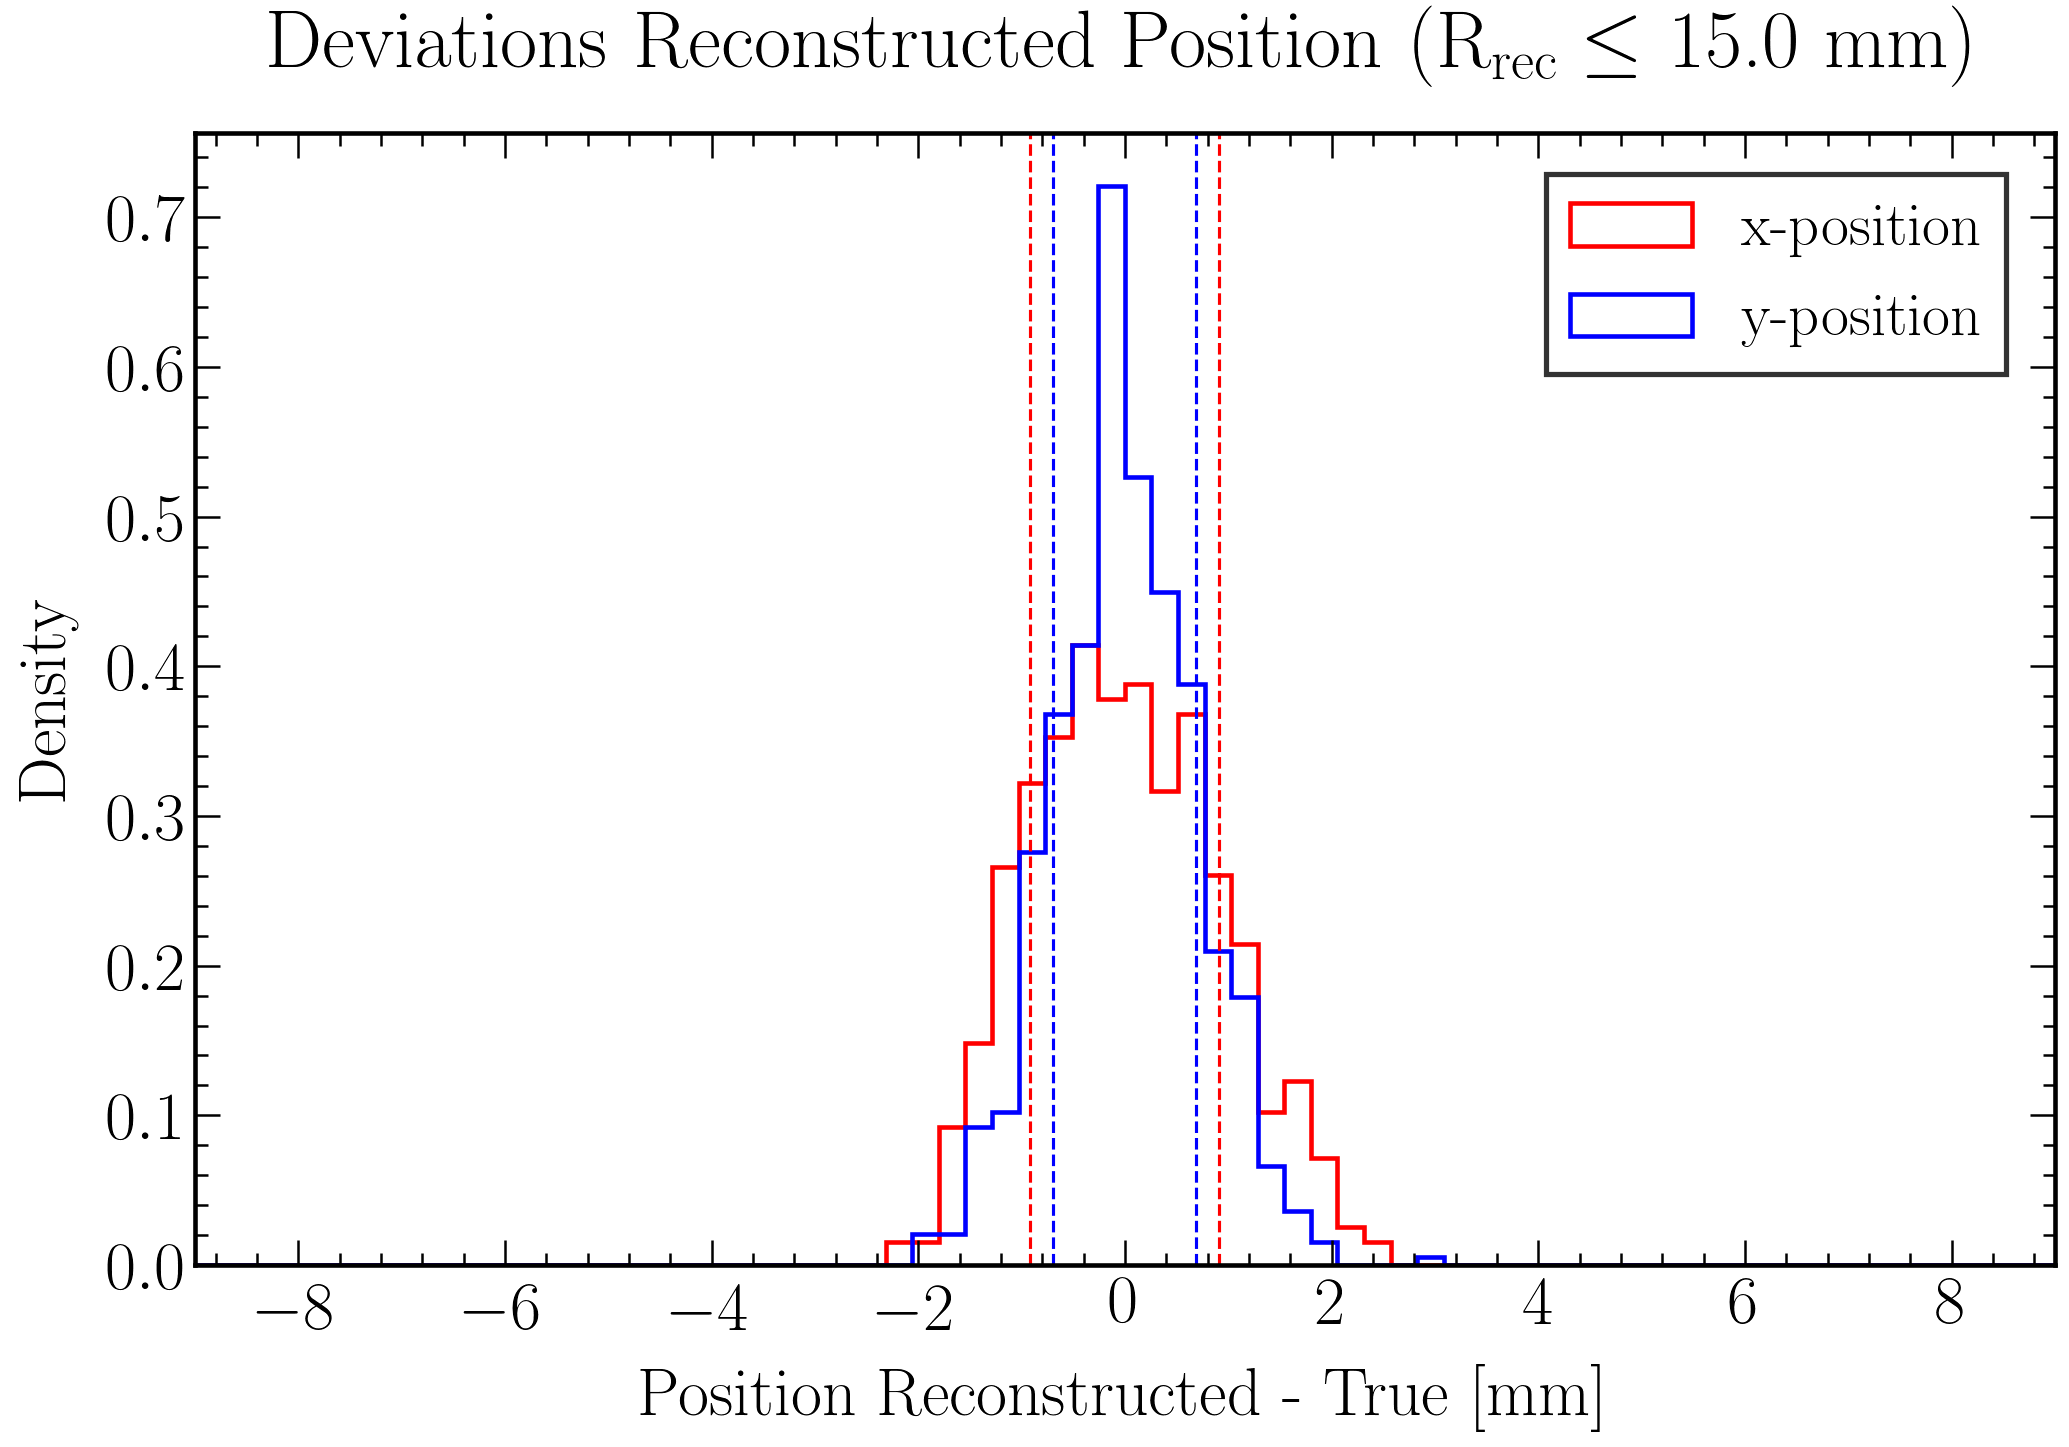 Deviations Reconstructed Position (R_rec ≤ 15.0 mm)
x-position
y-position
0.7
0.6
0.5
0.4
0.3
0.2
0.1
0.0
Density
−8 −6 −4 −2 0 2 4 6 8
Position Reconstructed - True [mm]